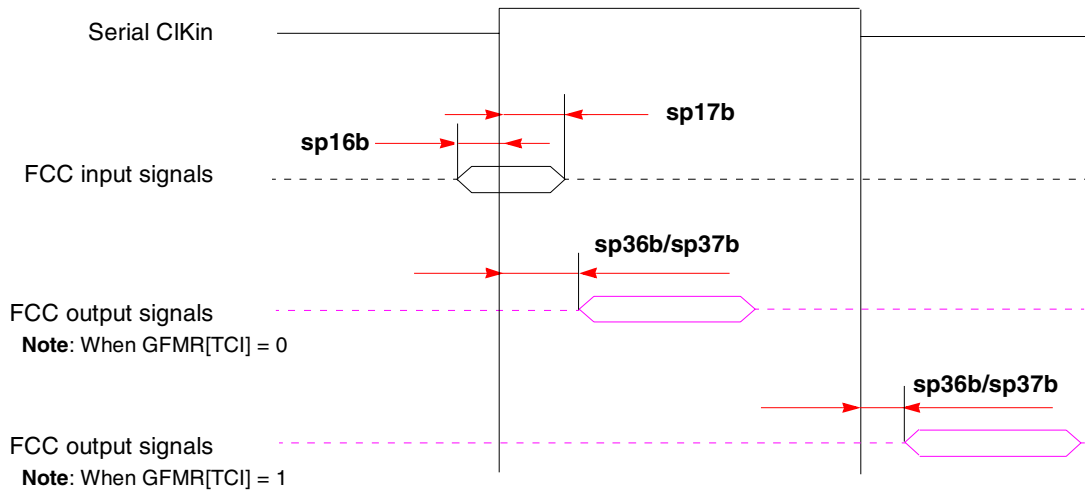 Serial ClKin
sp17b
sp16b
FCC input signals
sp36b/sp37b
FCC output signals
Note: When GFMR[TCI] = 0
sp36b/sp37b
FCC output signals
Note: When GFMR[TCI] = 1